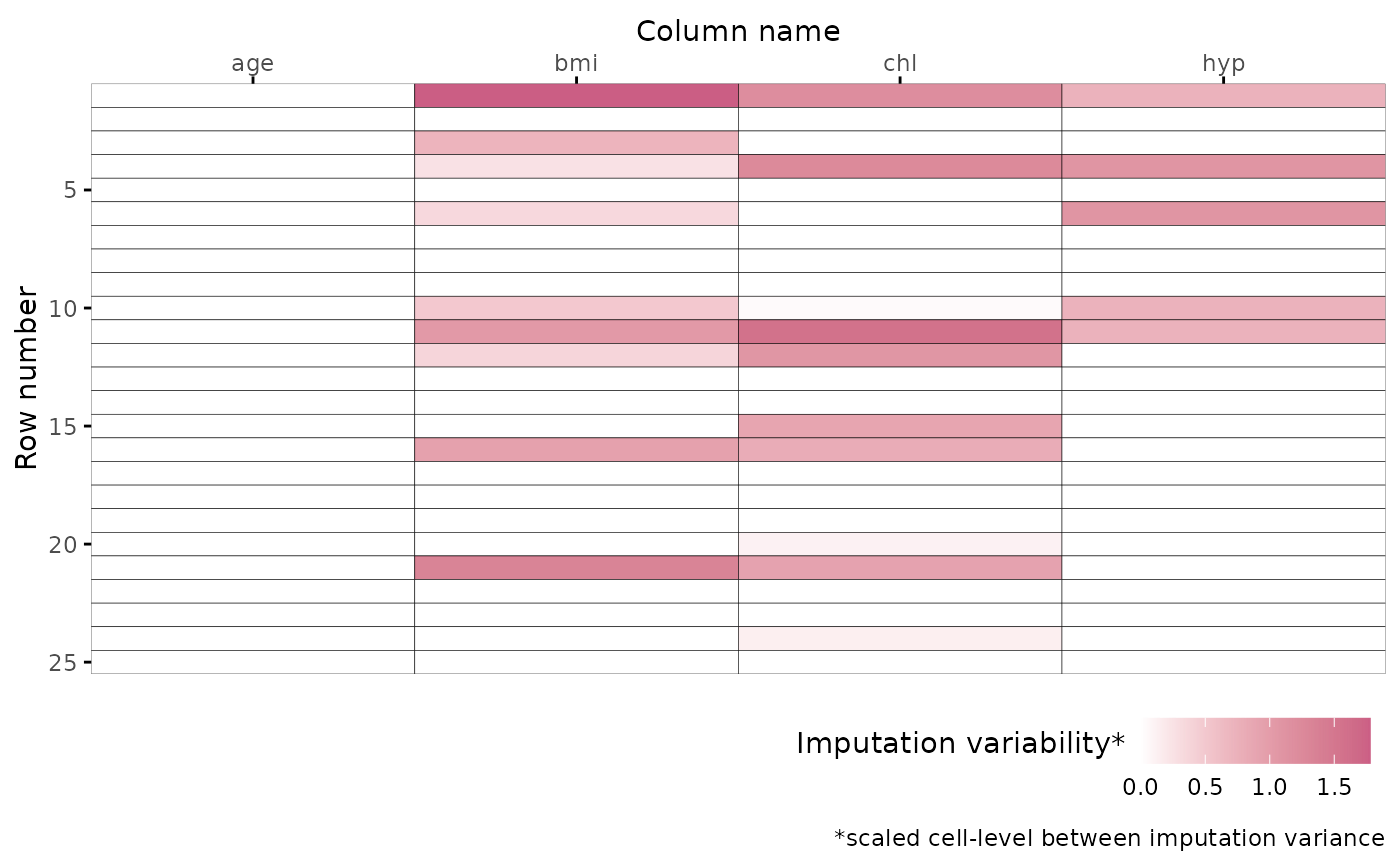 Column name
age bmi chl hyp
Row number
5
10
15
20
25
Imputation variability*
0.0 0.5 1.0 1.5
*scaled cell-level between imputation variance